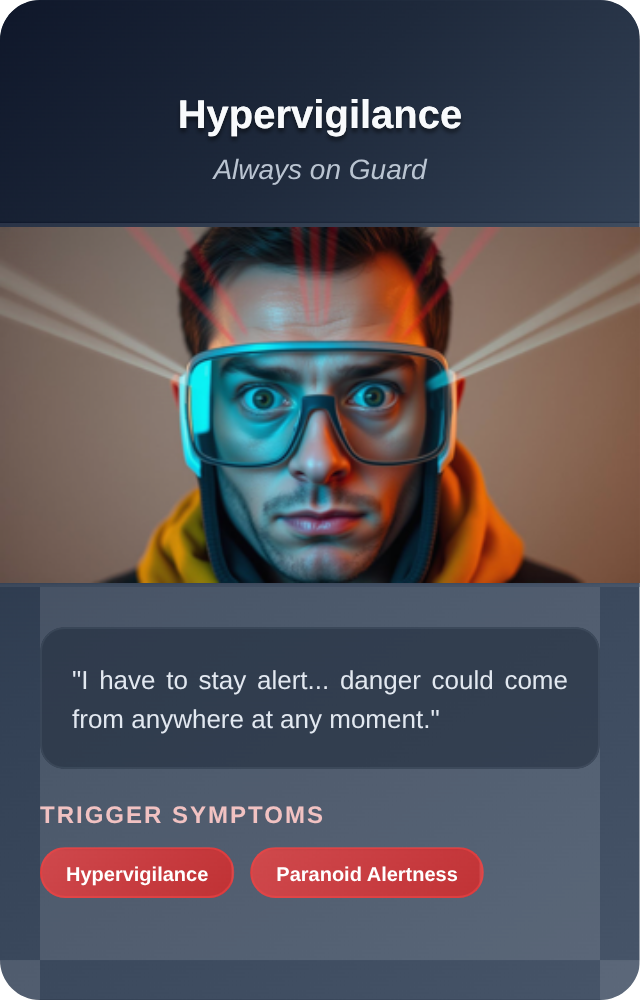 Hypervigilance
Always on Guard
"I have to stay alert... danger could come
from anywhere at any moment."
TRIGGER SYMPTOMS
Hypervigilance
Paranoid Alertness